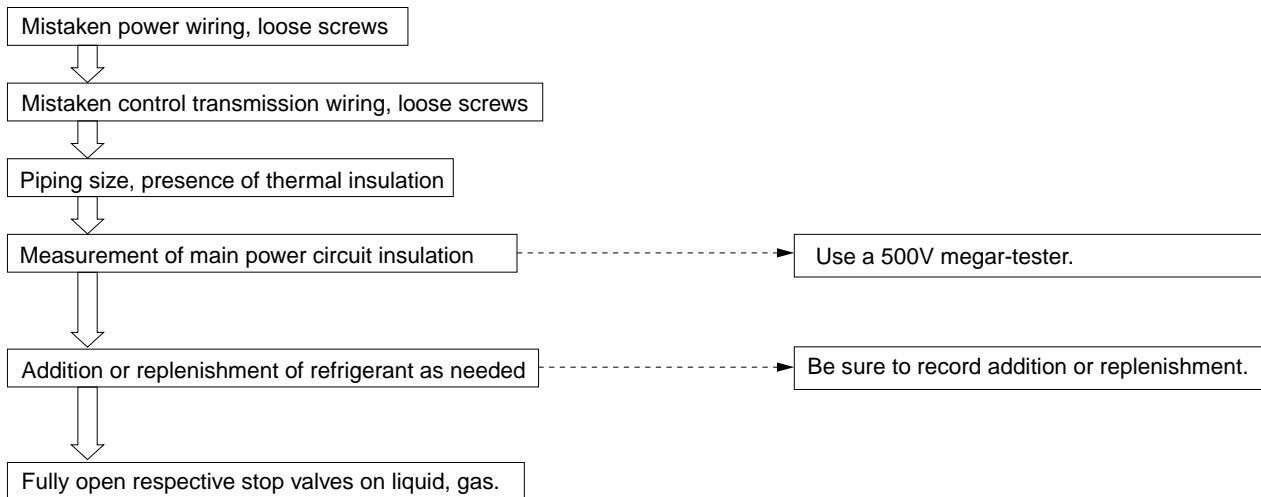 Mistaken power wiring, loose screws
Mistaken control transmission wiring, loose screws
Piping size, presence of thermal insulation
Measurement of main power circuit insulation
Use a 500V megar-tester.
Addition or replenishment of refrigerant as needed
Be sure to record addition or replenishment.
Fully open respective stop valves on liquid, gas.